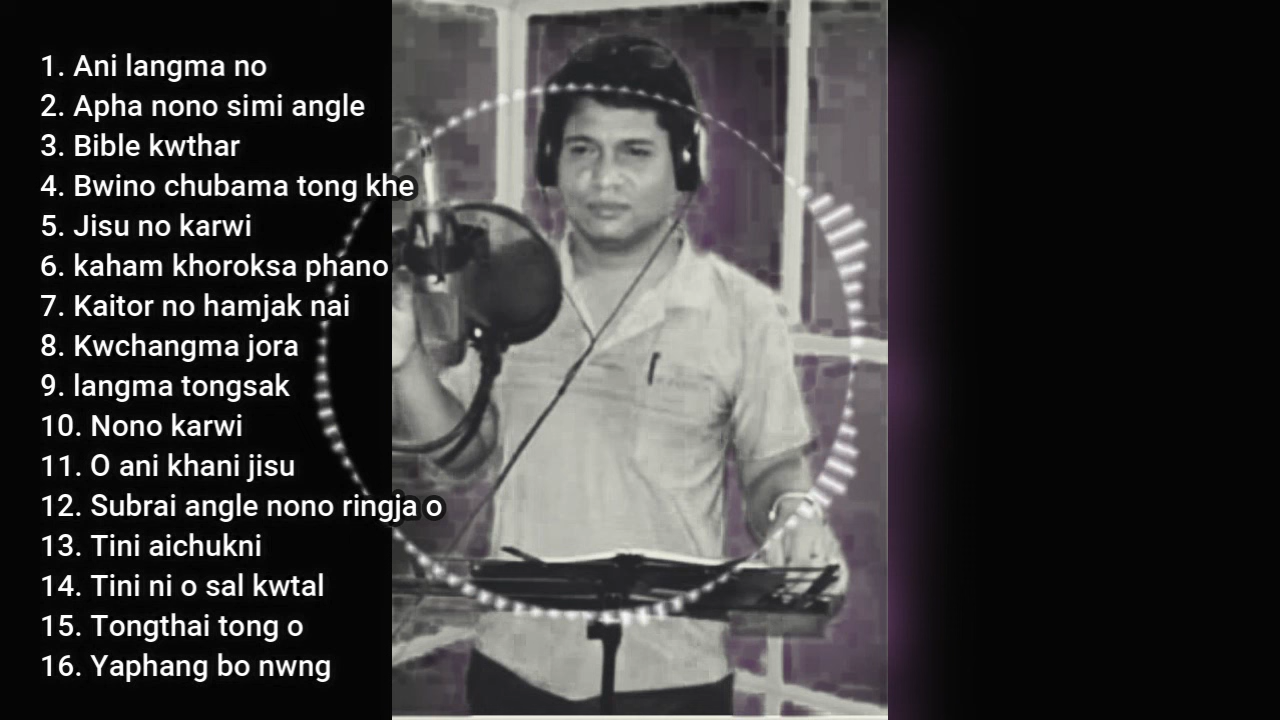 1. Ani langma no
2. Apha nono simi angle
3. Bible kwthar
4. Bwino chubama tong khe
5. Jisu no karwi
6. kaham khoroksa phano
7. Kaitor no hamjak nai
8. Kwchangma jora
9. langma tongsak
10. Nono karwi
11. O ani khani jisu
12. Subrai angle nono ringja o
13. Tini aichukni
14. Tini ni o sal kwtal
15. Tongthai tong o
16. Yaphang bo nwng